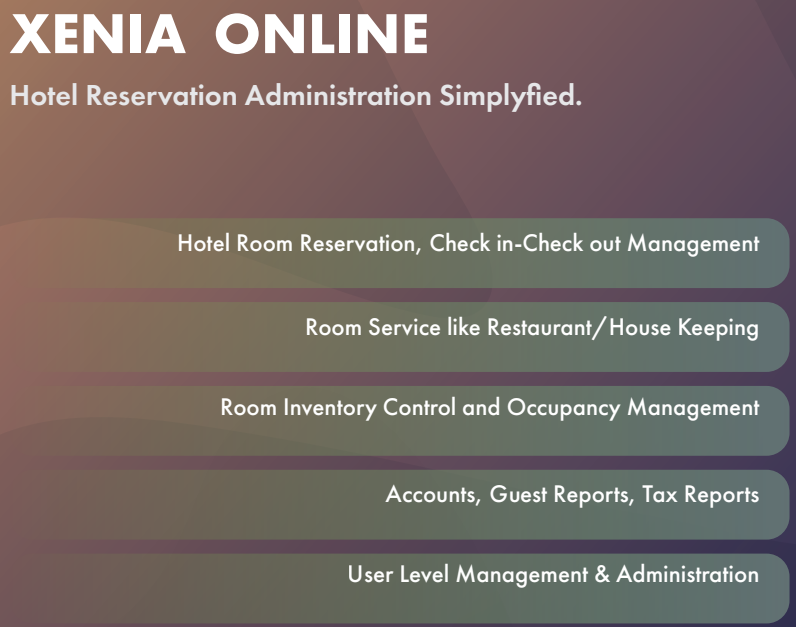 XENIA ONLINE
Hotel Reservation Administration Simplyfied.
Hotel Room Reservation, Check in-Check out Management
Room Service like Restaurant/House Keeping
Room Inventory Control and Occupancy Management
Accounts, Guest Reports, Tax Reports
User Level Management & Administration